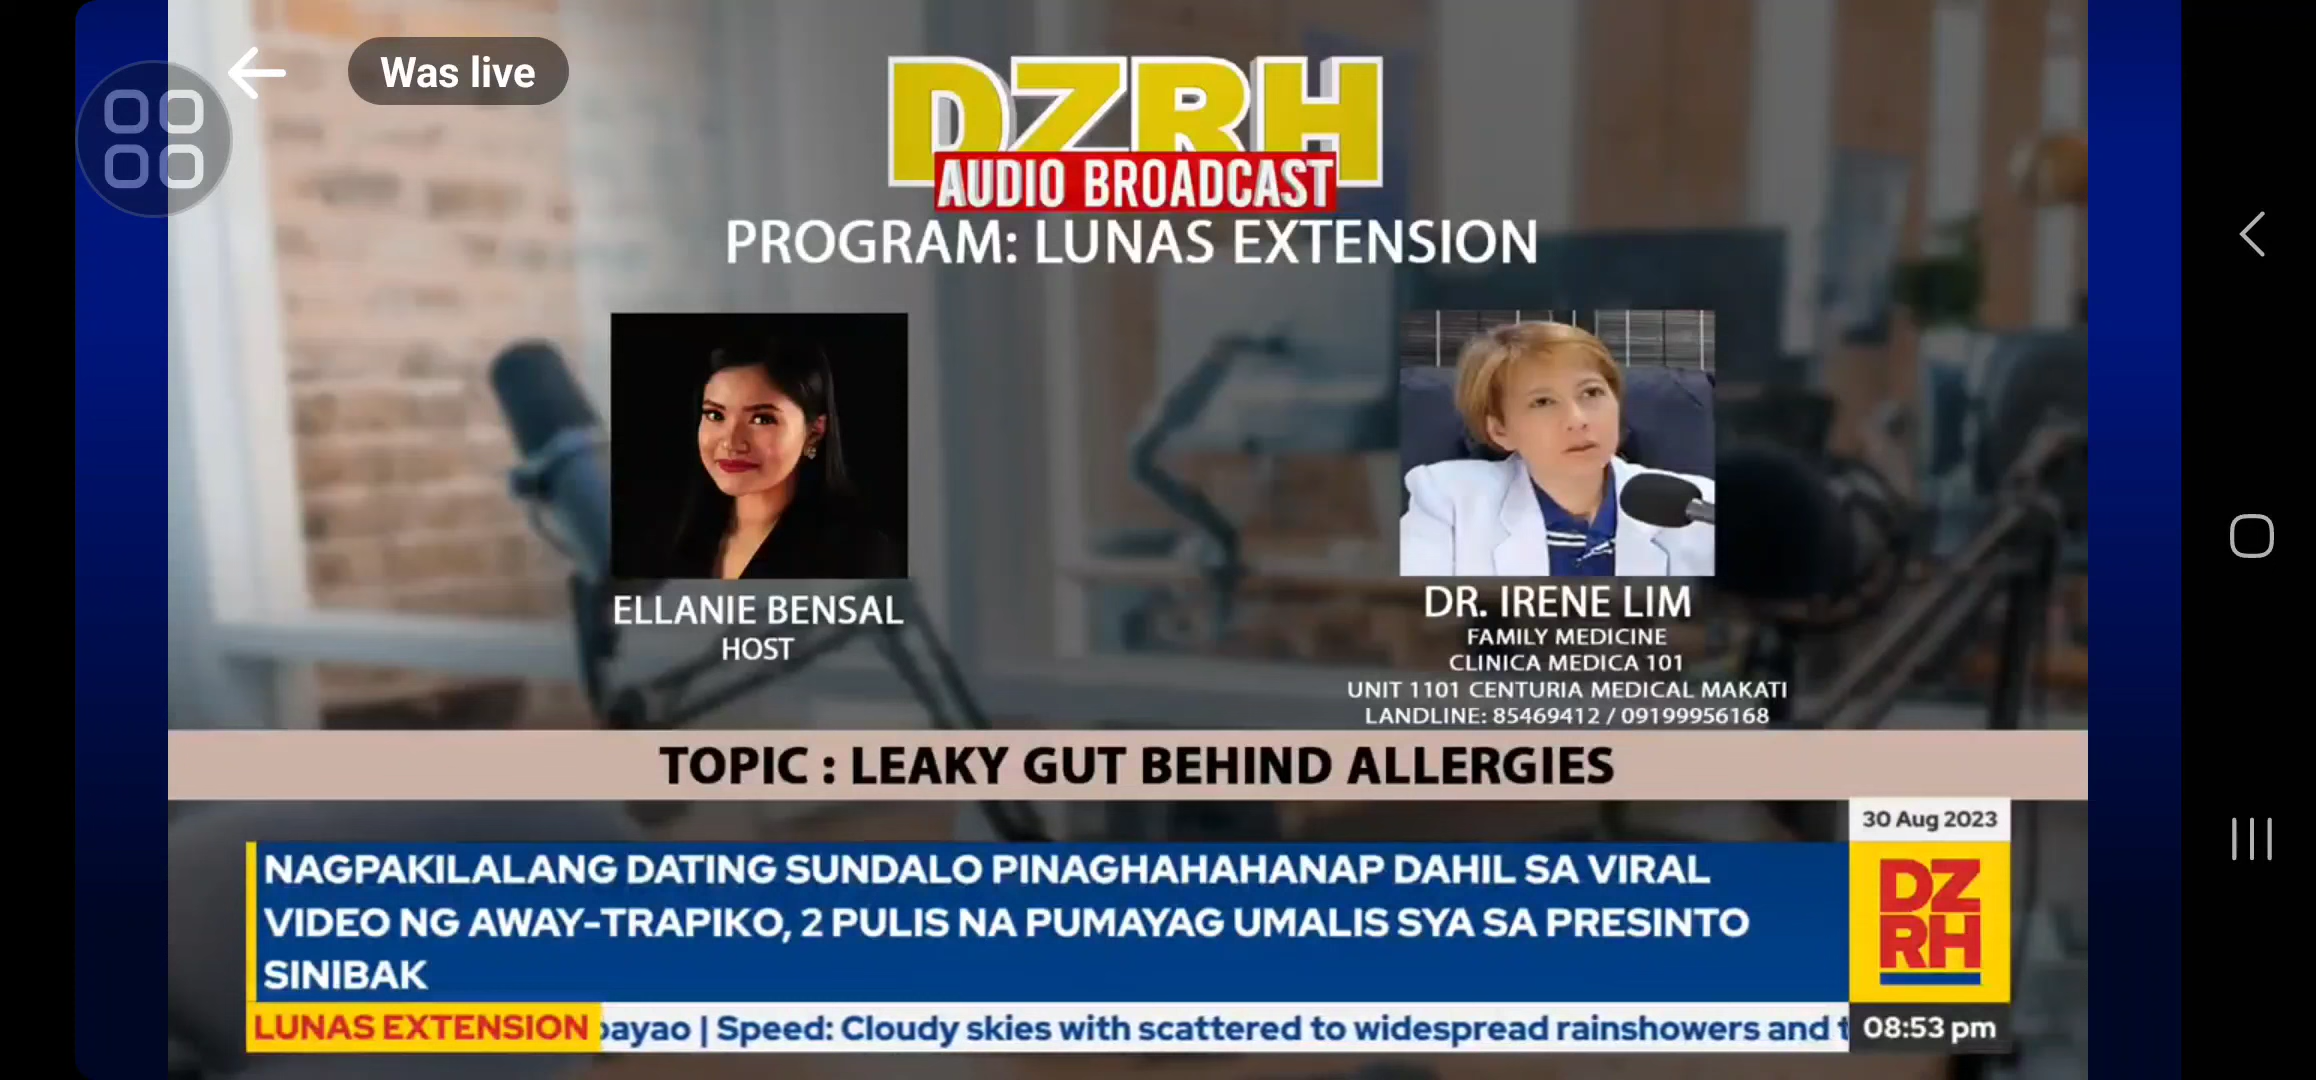 Was live
DZRH
AUDIO BROADCAST
PROGRAM: LUNAS EXTENSION
ELLANIE BENSAL
HOST
DR. IRENE LIM
FAMILY MEDICINE
CLINICA MEDICA 101
UNIT 1101 CENTURIA MEDICAL MAKATI
LANDLINE: 85469412 / 09199956168
TOPIC : LEAKY GUT BEHIND ALLERGIES
30 Aug 2023
NAGPAKILALANG DATING SUNDALO PINAGHAHAHANAP DAHIL SA VIRAL
VIDEO NG AWAY-TRAPIKO, 2 PULIS NA PUMAYAG UMALIS SYA SA PRESINTO
SINIBAK
DZ
RH
LUNAS EXTENSION
| Speed: Cloudy skies with scattered to widespread rainshowers and
08:53 pm